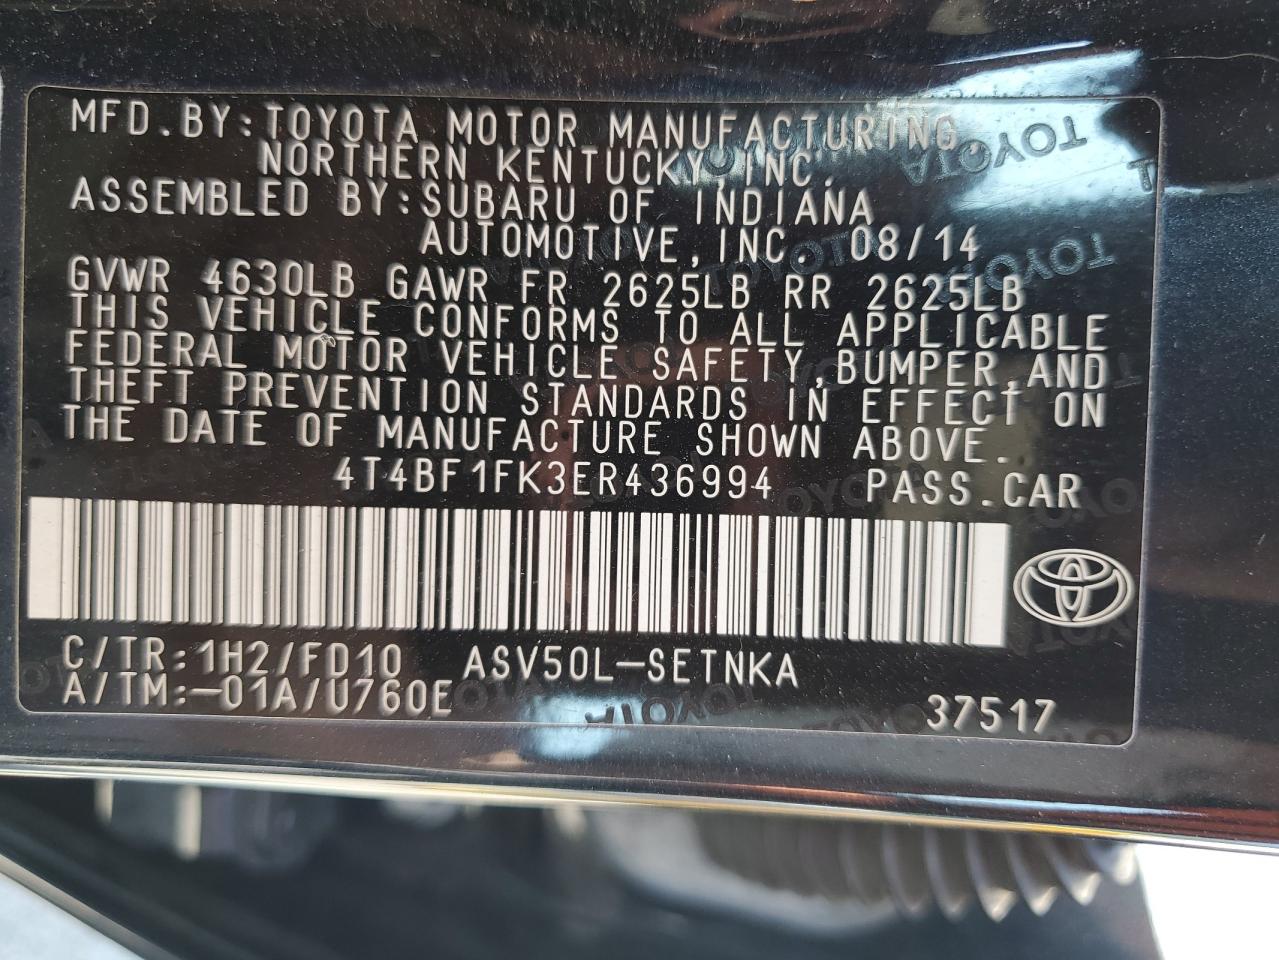 MFD.BY:TOYOTA MOTOR MANUFACTURING,
NORTHERN KENTUCKY,INC.
ASSEMBLED BY:SUBARU OF INDIANA
AUTOMOTIVE,INC. 08/14
GVWR 4630LB GAWR FR 2625LB RR 2625LB
THIS VEHICLE CONFORMS TO ALL APPLICABLE
FEDERAL MOTOR VEHICLE SAFETY,BUMPER,AND
THEFT PREVENTION STANDARDS IN EFFECT ON
THE DATE OF MANUFACTURE SHOWN ABOVE.
4T4BF1FK3ER436994 PASS.CAR
C/TR:1H2/FD10 ASV50L-SETNKA
A/TM:-01A/U760E 37517